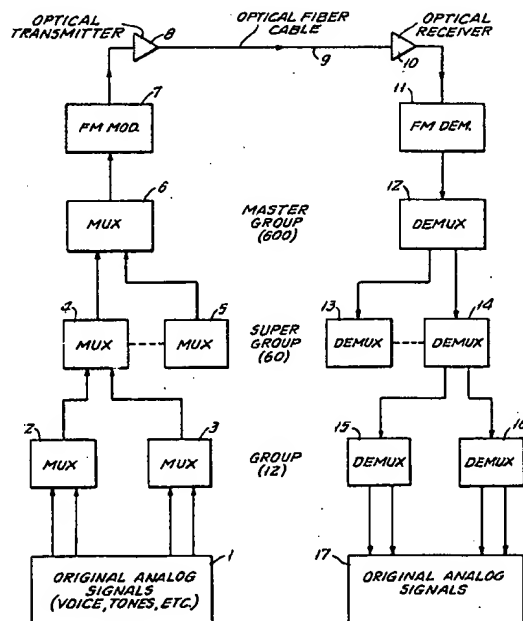 OPTICAL TRANSMITTER
8
OPTICAL FIBER CABLE
9
OPTICAL RECEIVER
10
7
FM MOD.
11
FM DEM.
6
MUX
MASTER GROUP (600)
12
DEMUX
4
MUX
5
MUX
SUPER GROUP (60)
13
DEMUX
14
DEMUX
2
MUX
3
MUX
GROUP (12)
15
DEMUX
16
DEMUX
1
ORIGINAL ANALOG SIGNALS
(VOICE, TONES, ETC.)
17
ORIGINAL ANALOG
SIGNALS